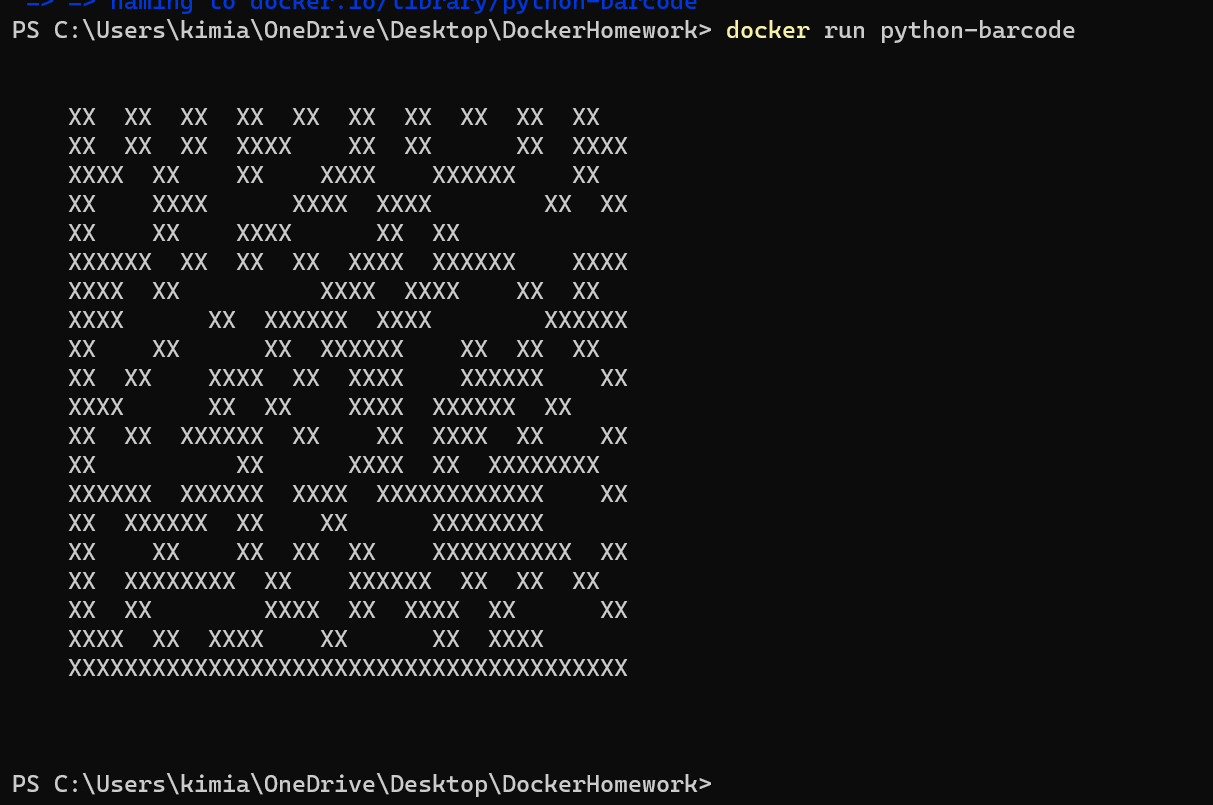 => => naming to docker.io/library/python-barcode
PS C:\Users\kimia\OneDrive\Desktop\DockerHomework> docker run python-barcode
    XX  XX  XX  XX  XX  XX  XX  XX  XX  XX
    XX  XX  XX  XXXX    XX  XX      XX  XXXX
    XXXX  XX    XX    XXXX    XXXXXX    XX
    XX    XXXX      XXXX  XXXX        XX  XX
    XX    XX    XXXX      XX  XX
    XXXXXX  XX  XX  XX  XXXX  XXXXXX    XXXX
    XXXX  XX          XXXX  XXXX    XX  XX
    XXXX      XX  XXXXXX  XXXX        XXXXXX
    XX    XX      XX  XXXXXX    XX  XX  XX
    XX  XX    XXXX  XX  XXXX    XXXXXX    XX
    XXXX      XX  XX    XXXX  XXXXXX  XX
    XX  XX  XXXXXX  XX    XX  XXXX  XX    XX
    XX          XX      XXXX  XX  XXXXXXXX
    XXXXXX  XXXXXX  XXXX  XXXXXXXXXXXX    XX
    XX  XXXXXX  XX    XX      XXXXXXXX
    XX    XX    XX  XX  XX    XXXXXXXXXX  XX
    XX  XXXXXXXX  XX    XXXXXX  XX  XX  XX
    XX  XX        XXXX  XX  XXXX  XX      XX
    XXXX  XX  XXXX    XX      XX  XXXX
    XXXXXXXXXXXXXXXXXXXXXXXXXXXXXXXXXXXXXXXX
PS C:\Users\kimia\OneDrive\Desktop\DockerHomework>